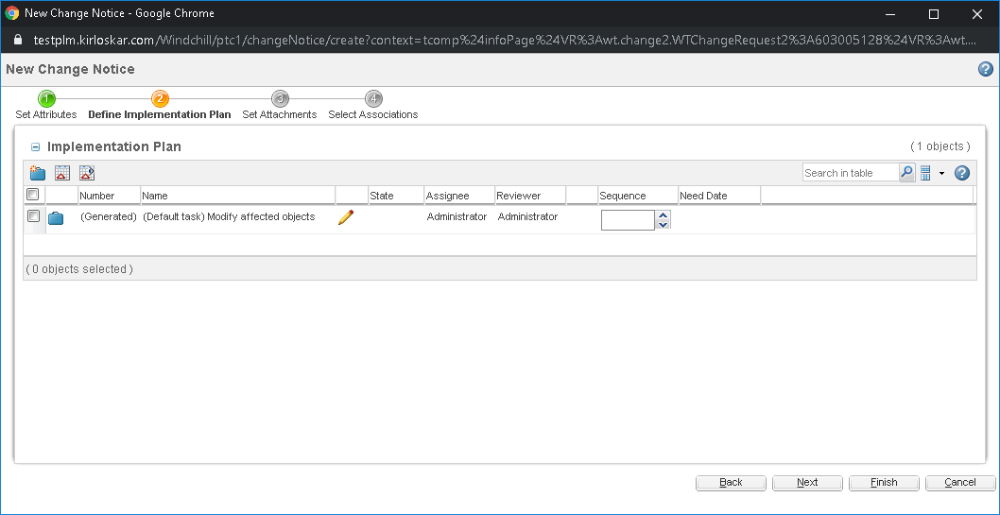 New Change Notice - Google Chrome
testplm.kirloskar.com/Windchill/ptc1/changeNotice/create?context=tcomp%24infoPage%24VR%3Awt.change2.WTChangeRequest2%3A603005128%24VR%3Awt....
New Change Notice
1 2 3 4
Set Attributes Define Implementation Plan Set Attachments Select Associations
Implementation Plan ( 1 objects )
Search in table
Number Name State Assignee Reviewer Sequence Need Date
(Generated) (Default task) Modify affected objects Administrator Administrator
( 0 objects selected )
Back Next Finish Cancel